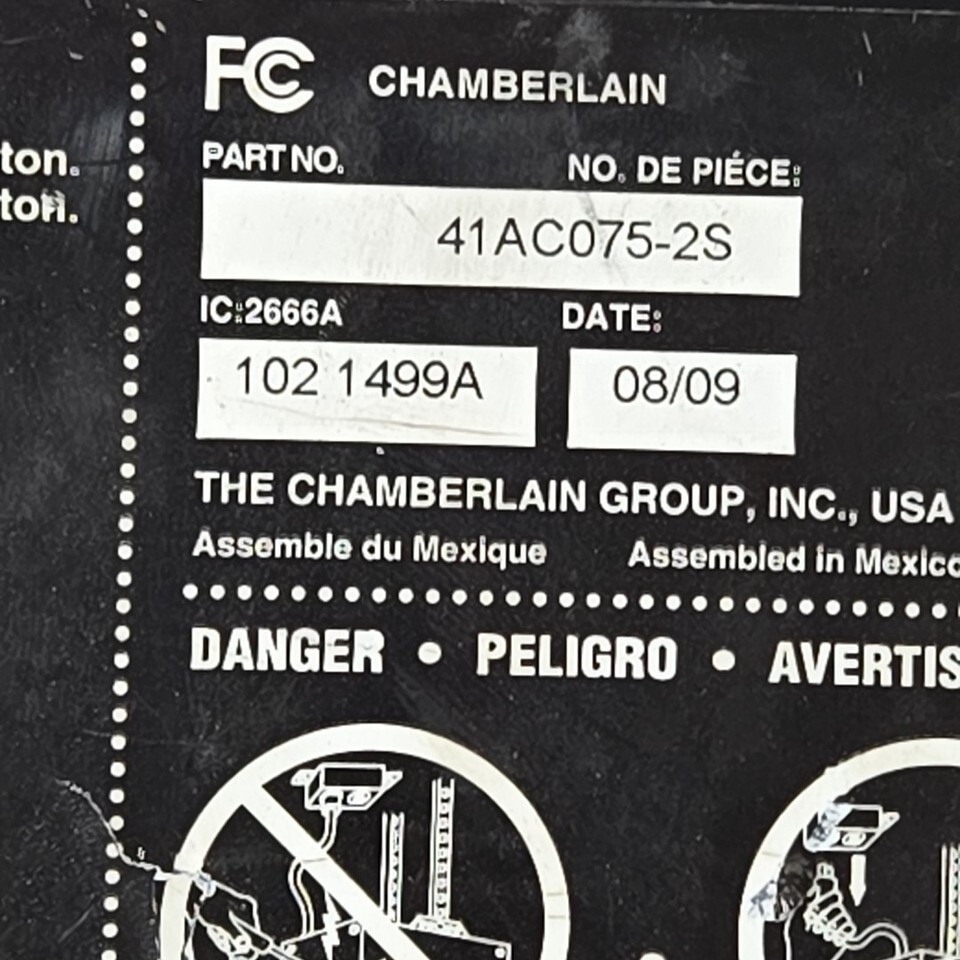 FC CHAMBERLAIN
ton.
ton.
PART NO. NO. DE PIÉCE:
41AC075-2S
IC:2666A DATE:
102 1499A 08/09
THE CHAMBERLAIN GROUP, INC., USA
Assemble du Mexique Assembled in Mexico
DANGER • PELIGRO • AVERTIS